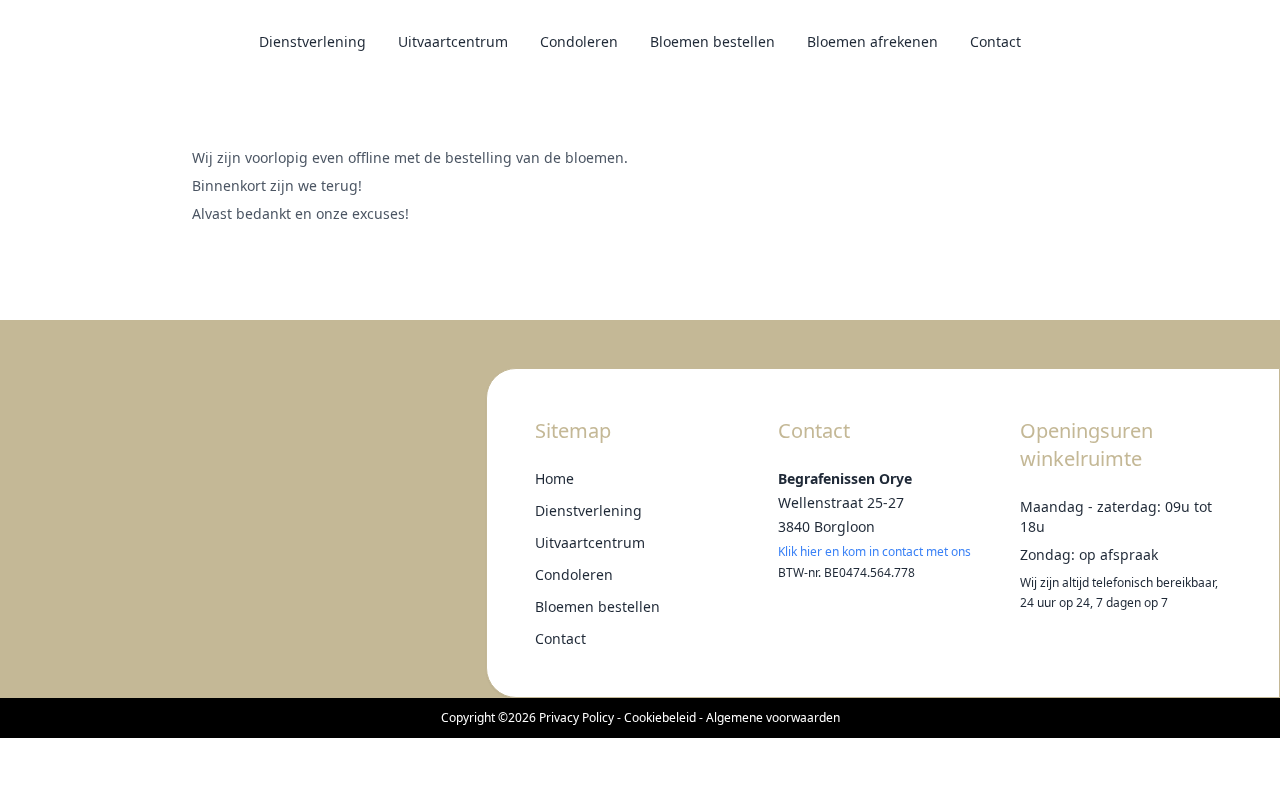 Dienstverlening Uitvaartcentrum Condoleren Bloemen bestellen Bloemen afrekenen Contact
Wij zijn voorlopig even offline met de bestelling van de bloemen.
Binnenkort zijn we terug!
Alvast bedankt en onze excuses!
Sitemap
Home
Dienstverlening
Uitvaartcentrum
Condoleren
Bloemen bestellen
Contact
Contact
Begrafenissen Orye
Wellenstraat 25-27
3840 Borgloon
Klik hier en kom in contact met ons
BTW-nr. BE0474.564.778
Openingsuren
winkelruimte
Maandag - zaterdag: 09u tot
18u
Zondag: op afspraak
Wij zijn altijd telefonisch bereikbaar,
24 uur op 24, 7 dagen op 7
Copyright ©2026 Privacy Policy - Cookiebeleid - Algemene voorwaarden